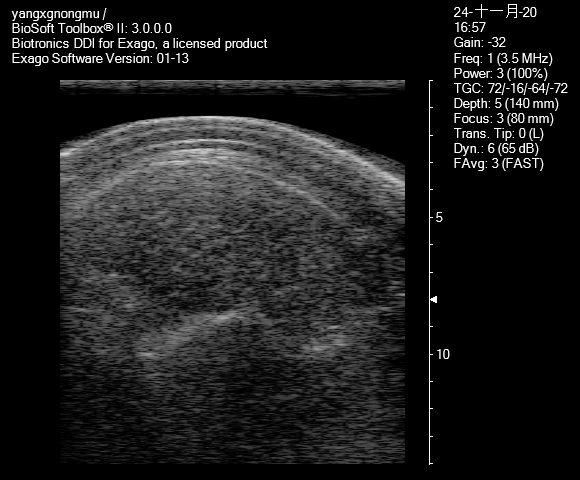 yangxgnongmu /
BioSoft Toolbox® II: 3.0.0.0
Biotronics DDI for Exago, a licensed product
Exago Software Version: 01-13
24-十一月-20
16:57
Gain: -32
Freq: 1 (3.5 MHz)
Power: 3 (100%)
TGC: 72/-16/-64/-72
Depth: 5 (140 mm)
Focus: 3 (80 mm)
Trans. Tip: 0 (L)
Dyn.: 6 (65 dB)
FAvg: 3 (FAST)
5
10